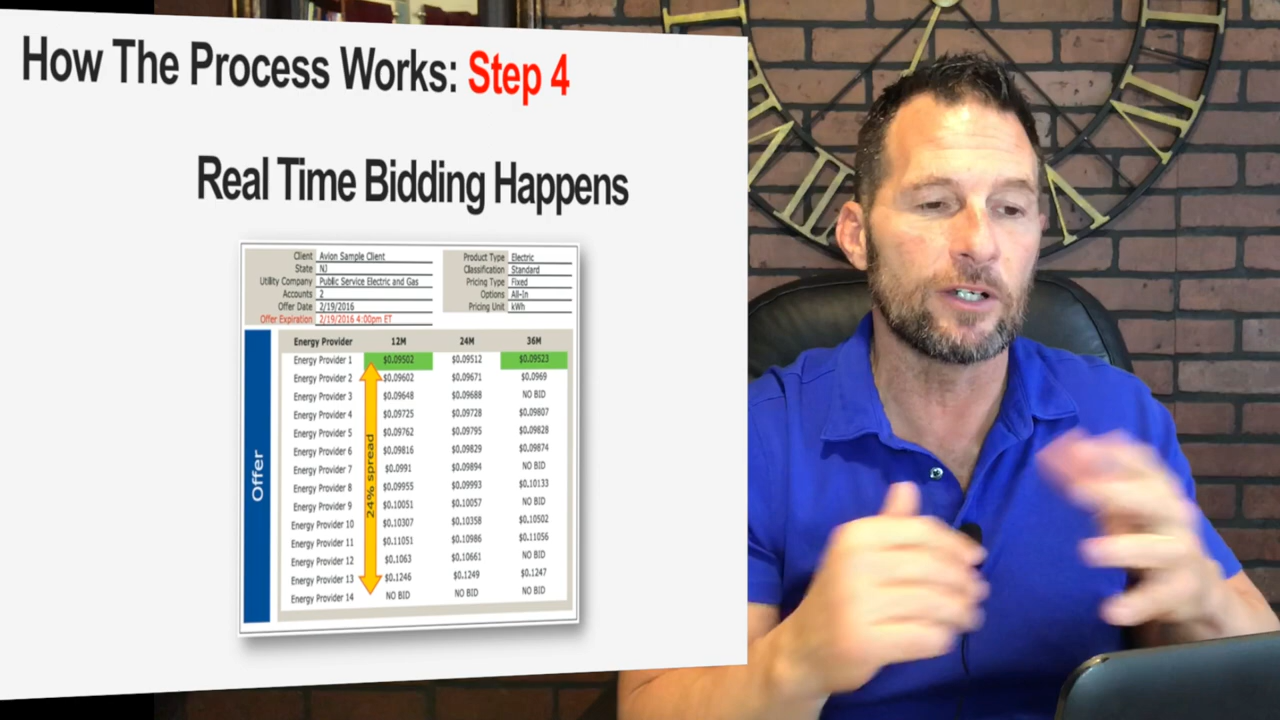 How The Process Works: Step 4
Real Time Bidding Happens
Client Avion Sample Client Product Type Electric
State NJ Classification Standard
Utility Company Public Service Electric and Gas Pricing Type Fixed
Accounts 2 Options All-In
Offer Date 2/19/2016 Pricing Unit kWh
Offer Expiration 2/19/2016 4:00pm ET
Energy Provider 12M 24M 36M
Energy Provider 1 $0.09502 $0.09512 $0.09523
Energy Provider 2 $0.09602 $0.09671 $0.0969
Energy Provider 3 $0.09648 $0.09688 NO BID
Energy Provider 4 $0.09725 $0.09728 $0.09807
Energy Provider 5 $0.09762 $0.09795 $0.09828
Energy Provider 6 $0.09816 $0.09829 $0.09874
Energy Provider 7 $0.0991 $0.09894 NO BID
Energy Provider 8 $0.09955 $0.09993 $0.10133
Energy Provider 9 $0.10051 $0.10057 NO BID
Energy Provider 10 $0.10307 $0.10358 $0.10502
Energy Provider 11 $0.11051 $0.10986 $0.11056
Energy Provider 12 $0.1063 $0.10661 NO BID
Energy Provider 13 $0.1246 $0.1249 $0.1247
Energy Provider 14 NO BID NO BID NO BID
Offer
24% spread